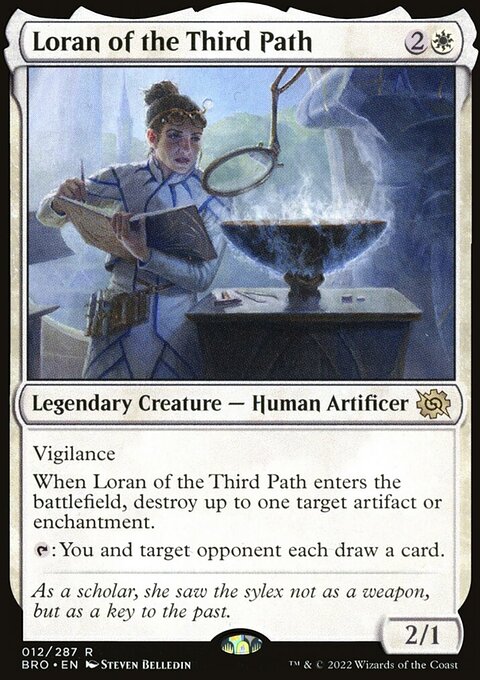 Loran of the Third Path 2
Legendary Creature — Human Artificer
Vigilance
When Loran of the Third Path enters the
battlefield, destroy up to one target artifact or
enchantment.
:You and target opponent each draw a card.
As a scholar, she saw the sylex not as a weapon,
but as a key to the past.
2/1
012/287 R
BRO • EN Steven Belledin ™ & © 2022 Wizards of the Coast